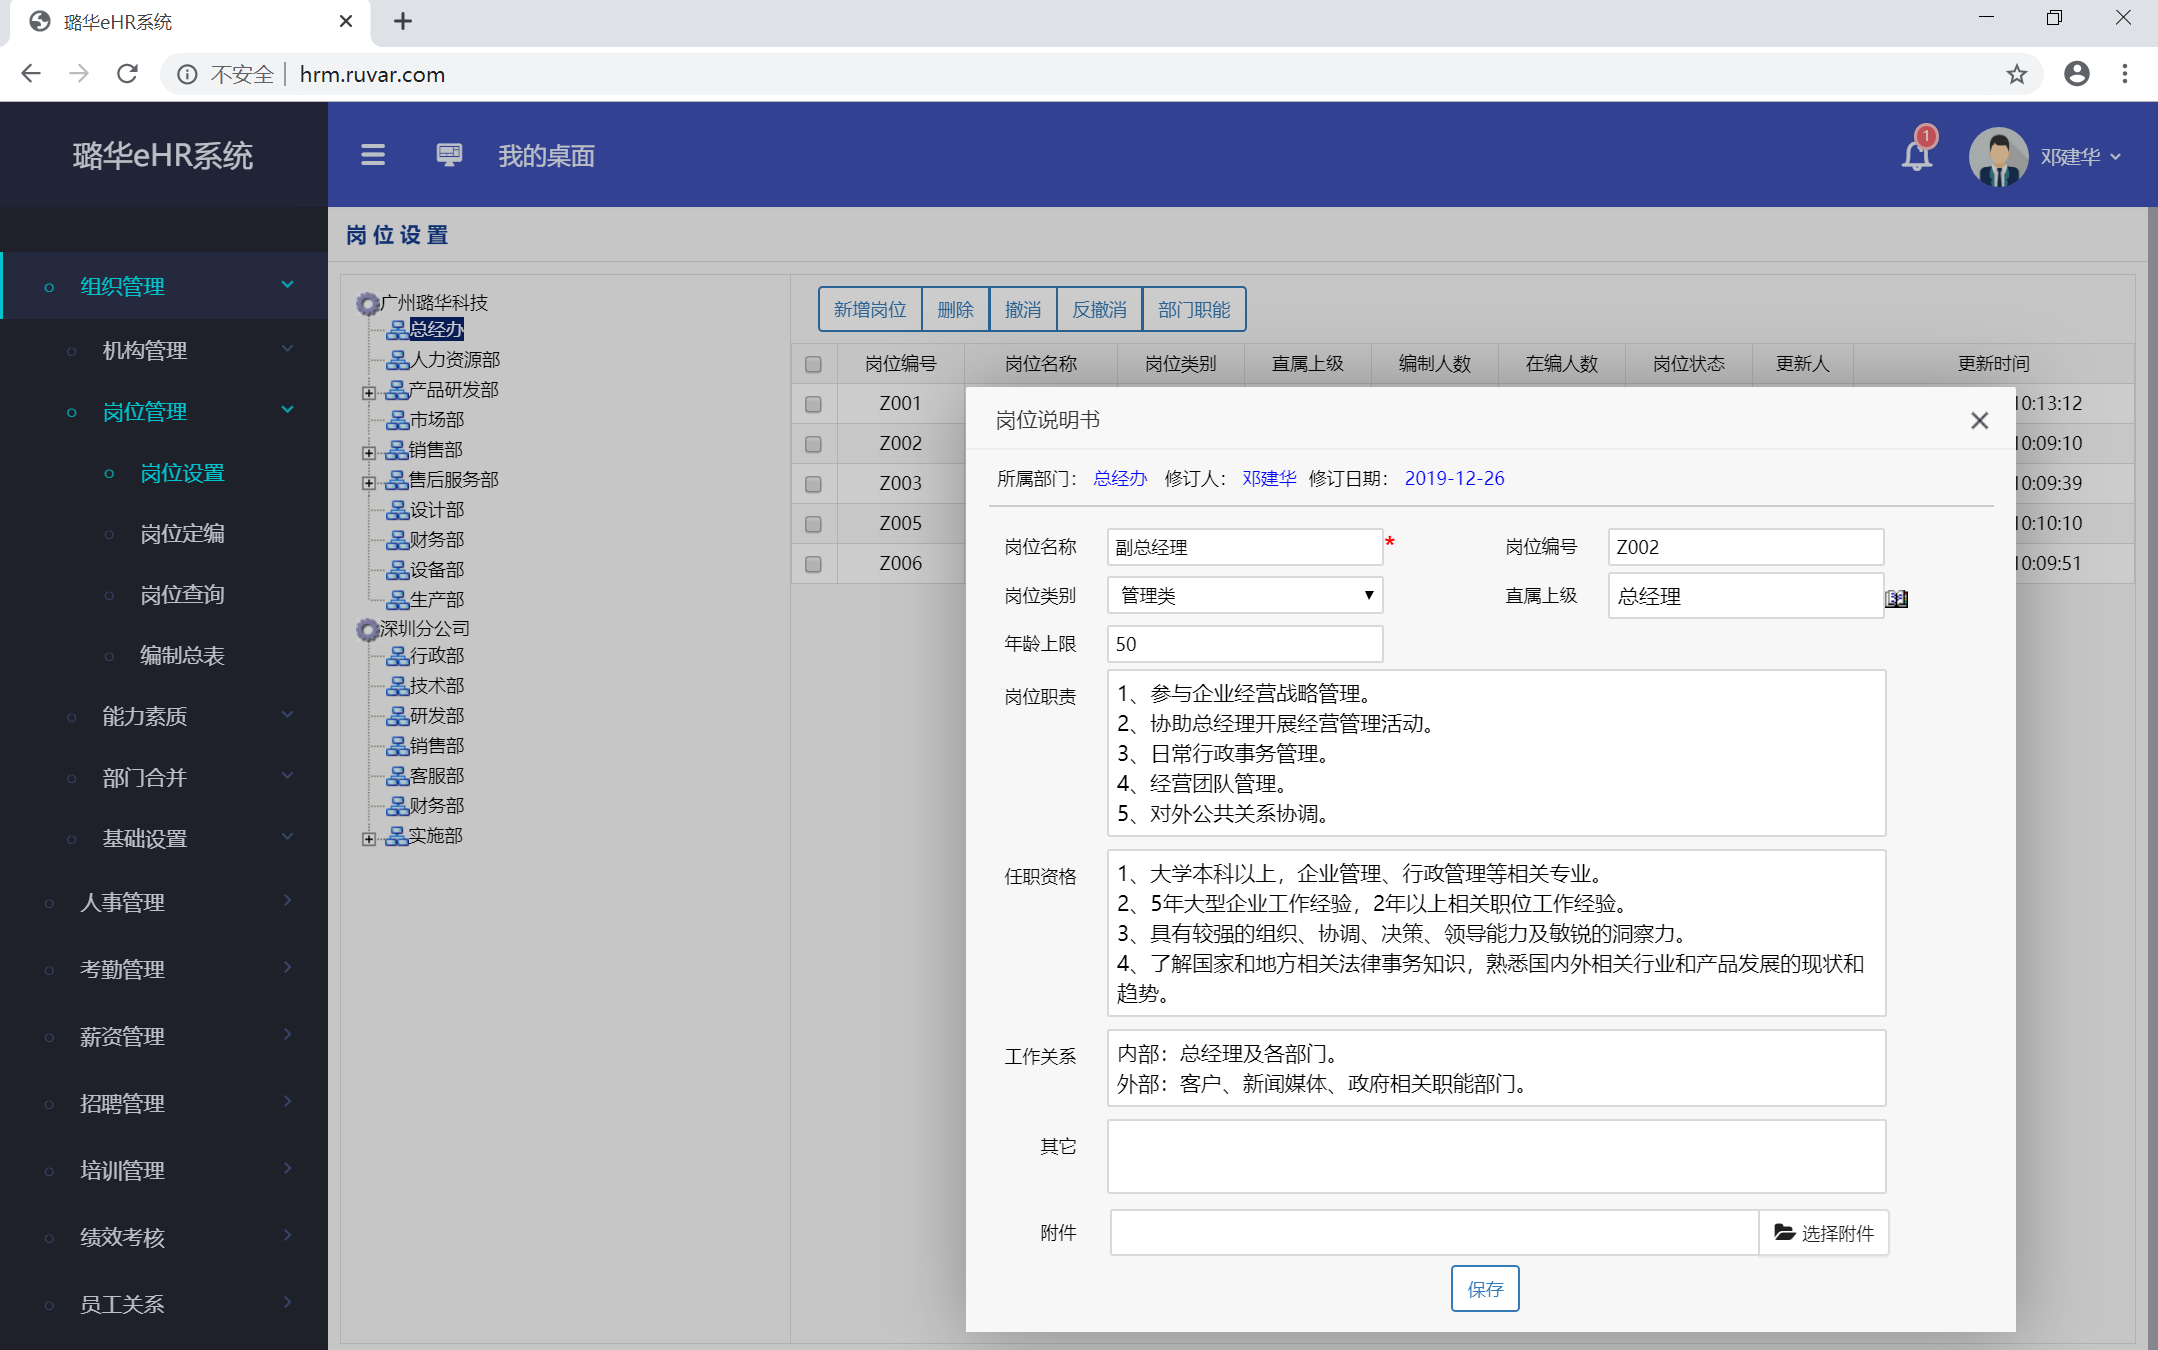 璐华eHR系统
不安全 hrm.ruvar.com
璐华eHR系统
我的桌面
1
邓建华
组织管理
机构管理
岗位管理
岗位设置
岗位定编
岗位查询
编制总表
能力素质
部门合并
基础设置
人事管理
考勤管理
薪资管理
招聘管理
培训管理
绩效考核
员工关系
岗位设置
广州璐华科技
总经办
人力资源部
产品研发部
市场部
销售部
售后服务部
设计部
财务部
设备部
生产部
深圳分公司
行政部
技术部
研发部
销售部
客服部
财务部
实施部
新增岗位 删除 撤消 反撤消 部门职能
岗位编号 岗位名称 岗位类别 直属上级 编制人数 在编人数 岗位状态 更新人 更新时间
Z001 10:13:12
Z002 10:09:10
Z003 10:09:39
Z005 10:10:10
Z006 10:09:51
岗位说明书
所属部门： 总经办 修订人： 邓建华 修订日期： 2019-12-26
岗位名称 副总经理 * 岗位编号 Z002
岗位类别 管理类 直属上级 总经理
年龄上限 50
岗位职责
1、参与企业经营战略管理。
2、协助总经理开展经营管理活动。
3、日常行政事务管理。
4、经营团队管理。
5、对外公共关系协调。
任职资格
1、大学本科以上，企业管理、行政管理等相关专业。
2、5年大型企业工作经验，2年以上相关职位工作经验。
3、具有较强的组织、协调、决策、领导能力及敏锐的洞察力。
4、了解国家和地方相关法律事务知识，熟悉国内外相关行业和产品发展的现状和
趋势。
工作关系
内部：总经理及各部门。
外部：客户、新闻媒体、政府相关职能部门。
其它
附件 选择附件
保存